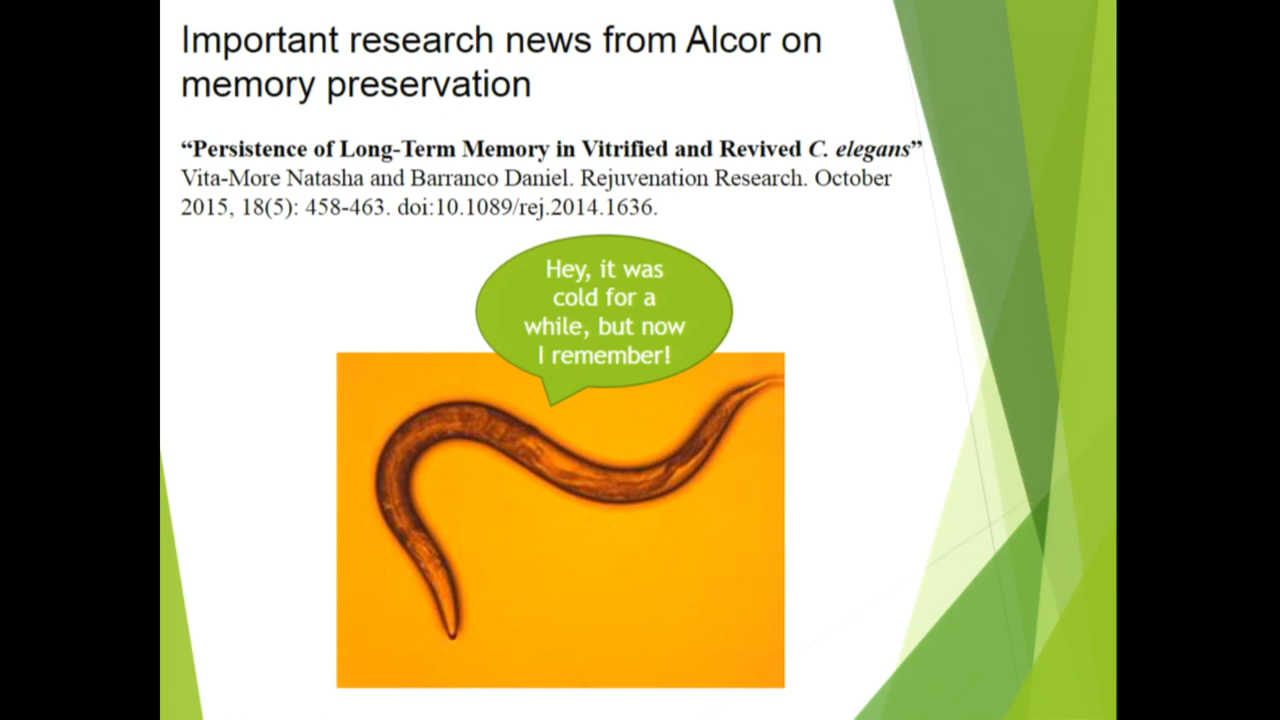 Important research news from Alcor on
memory preservation
“Persistence of Long-Term Memory in Vitrified and Revived C. elegans”
Vita-More Natasha and Barranco Daniel. Rejuvenation Research. October
2015, 18(5): 458-463. doi:10.1089/rej.2014.1636.
Hey, it was
cold for a
while, but now
I remember!